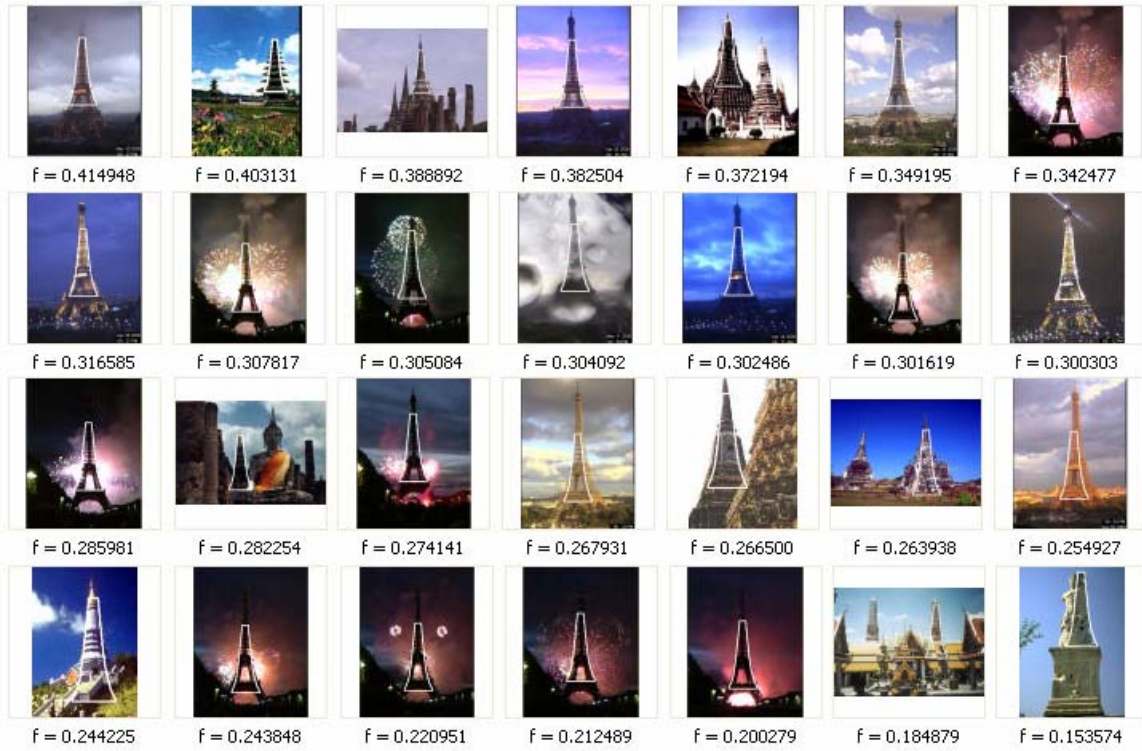 f = 0.414948 f = 0.403131 f = 0.388892 f = 0.382504 f = 0.372194 f = 0.349195 f = 0.342477
f = 0.316585 f = 0.307817 f = 0.305084 f = 0.304092 f = 0.302486 f = 0.301619 f = 0.300303
f = 0.285981 f = 0.282254 f = 0.274141 f = 0.267931 f = 0.266500 f = 0.263938 f = 0.254927
f = 0.244225 f = 0.243848 f = 0.220951 f = 0.212489 f = 0.200279 f = 0.184879 f = 0.153574